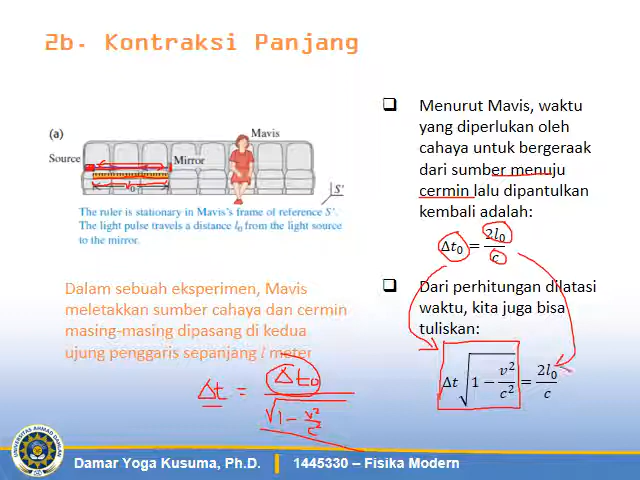 2b. Kontraksi Panjang
(a)
Mavis
Source
Mirror
l₀
S'
The ruler is stationary in Mavis's frame of reference S'.
The light pulse travels a distance l₀ from the light source
to the mirror.
Dalam sebuah eksperimen, Mavis
meletakkan sumber cahaya dan cermin
masing-masing dipasang di kedua
ujung penggaris sepanjang l meter
Δt = Δt₀ / √(1 − v²/c²)
❑ Menurut Mavis, waktu
yang diperlukan oleh
cahaya untuk bergeraak
dari sumber menuju
cermin lalu dipantulkan
kembali adalah:
Δt₀ = 2l₀/c
❑ Dari perhitungan dilatasi
waktu, kita juga bisa
tuliskan:
Δt √(1 − v²/c²) = 2l₀/c
UNIVERSITAS AHMAD DAHLAN
Damar Yoga Kusuma, Ph.D. | 1445330 – Fisika Modern